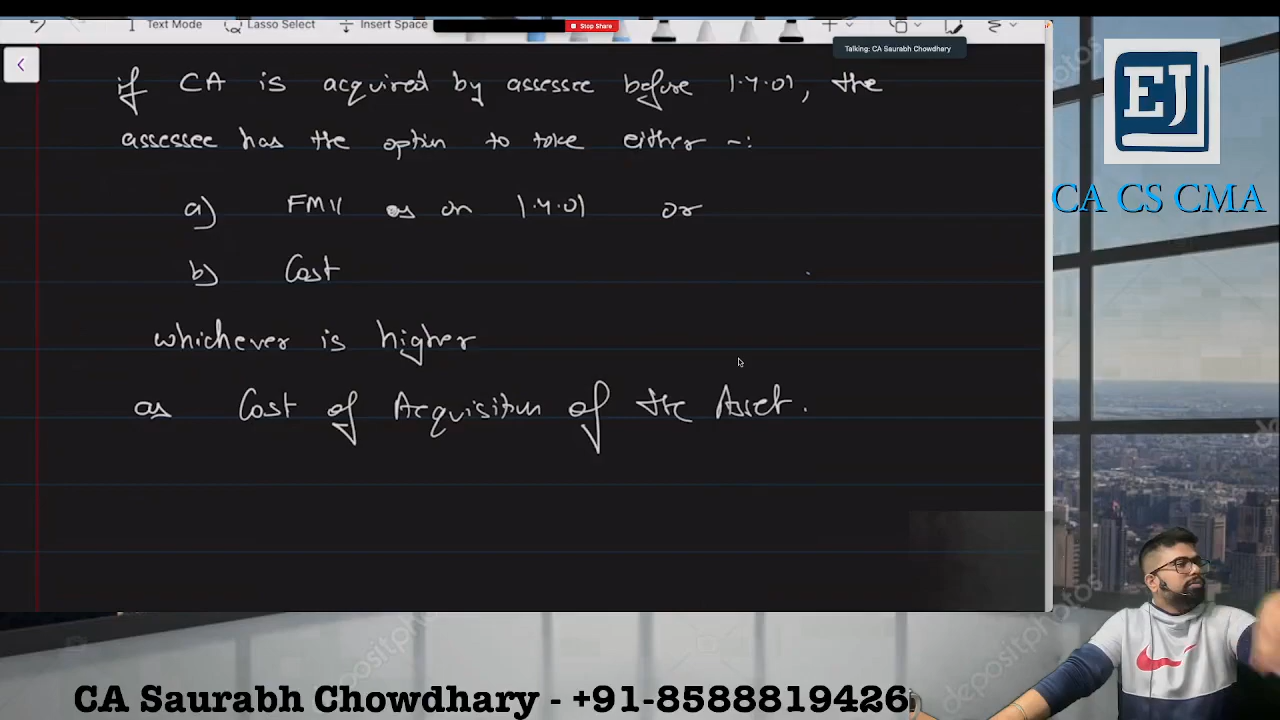 Text Mode Lasso Select Insert Space
Stop Share
Talking: CA Saurabh Chowdhary
if CA is acquired by assessee before 1.4.01, the
assessee has the option to take either -:
a) FMV as on 1.4.01 or
b) Cost
whichever is higher
as Cost of Acquisition of the Asset.
EJ
CA CS CMA
depositphotos
CA Saurabh Chowdhary - +91-8588819426